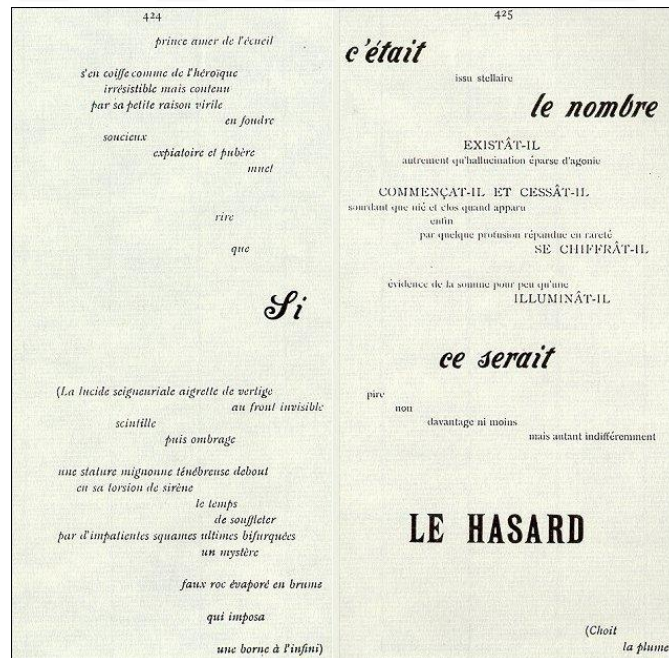 424
prince amer de l'écueil
s'en coiffe comme de l'héroïque
irrésistible mais contenu
par sa petite raison virile
en foudre
soucieux
expiatoire et pubère
muet
rire
que
Si
(La lucide seigneuriale aigrette de vertige
au front invisible
scintille
puis ombrage
une stature mignonne ténébreuse debout
en sa torsion de sirène
le temps
de souffleter
par d'impatientes squames ultimes bifurquées
un mystère
faux roc évaporé en brume
qui imposa
une borne à l'infini)
425
c'était
issu stellaire
le nombre
EXISTÂT-IL
autrement qu'hallucination éparse d'agonie
COMMENÇAT-IL ET CESSÂT-IL
sourdant que nié et clos quand apparu
enfin
par quelque profusion répandue en rareté
SE CHIFFRÂT-IL
évidence de la somme pour peu qu'une
ILLUMINÂT-IL
ce serait
pire
non
davantage ni moins
mais autant indifféremment
LE HASARD
(Choit
la plume